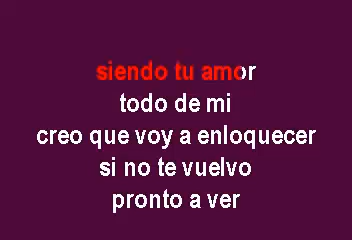 siendo tu amor
todo de mi
creo que voy a enloquecer
si no te vuelvo
pronto a ver